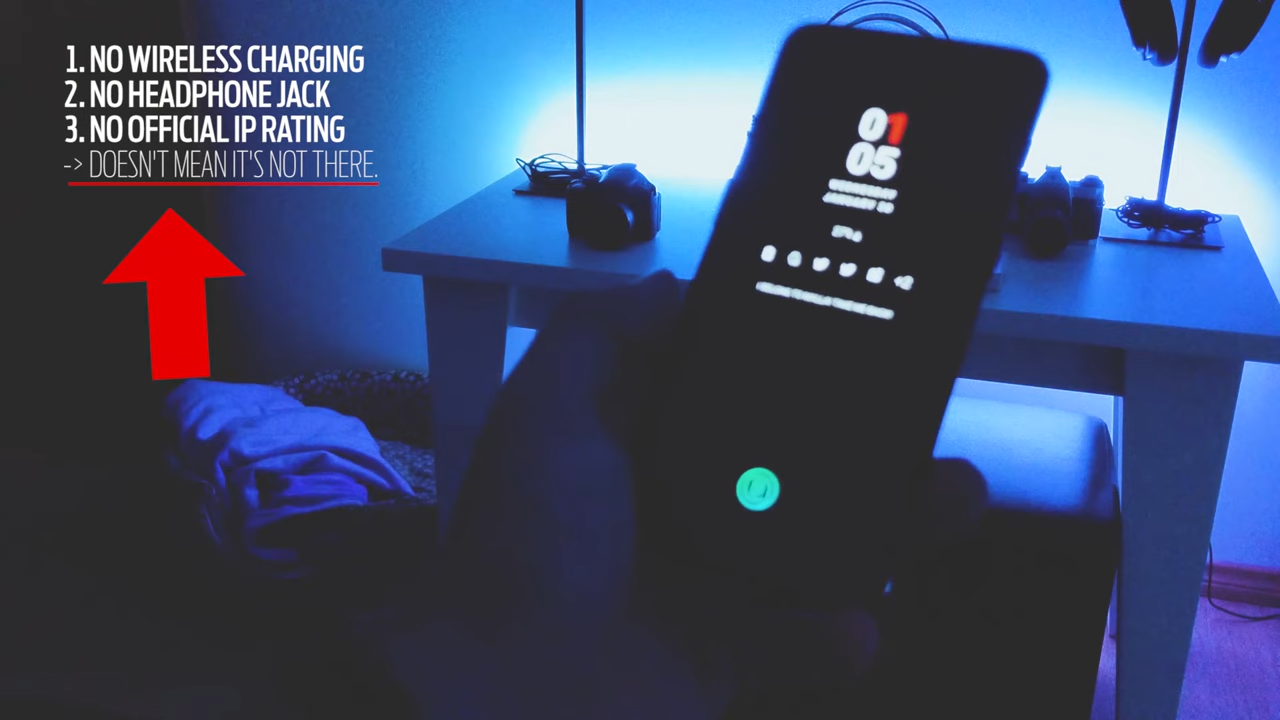 1. NO WIRELESS CHARGING
2. NO HEADPHONE JACK
3. NO OFFICIAL IP RATING
-> DOESN'T MEAN IT'S NOT THERE.
01
05
+2